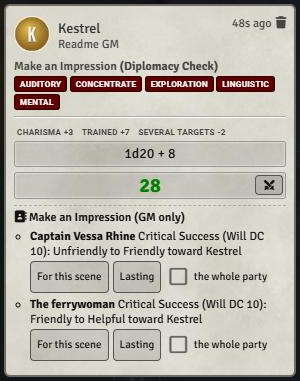 K
Kestrel
48s ago
Readme GM
Make an Impression (Diplomacy Check)
AUDITORY CONCENTRATE EXPLORATION LINGUISTIC
MENTAL
CHARISMA +3 TRAINED +7 SEVERAL TARGETS -2
1d20 + 8
28
Make an Impression (GM only)
Captain Vessa Rhine Critical Success (Will DC
10): Unfriendly to Friendly toward Kestrel
For this scene Lasting the whole party
The ferrywoman Critical Success (Will DC 10):
Friendly to Helpful toward Kestrel
For this scene Lasting the whole party